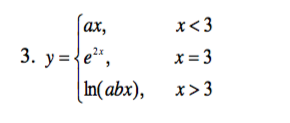 ax, x < 3
3. y = { e^{2x}, x = 3
ln(abx), x > 3